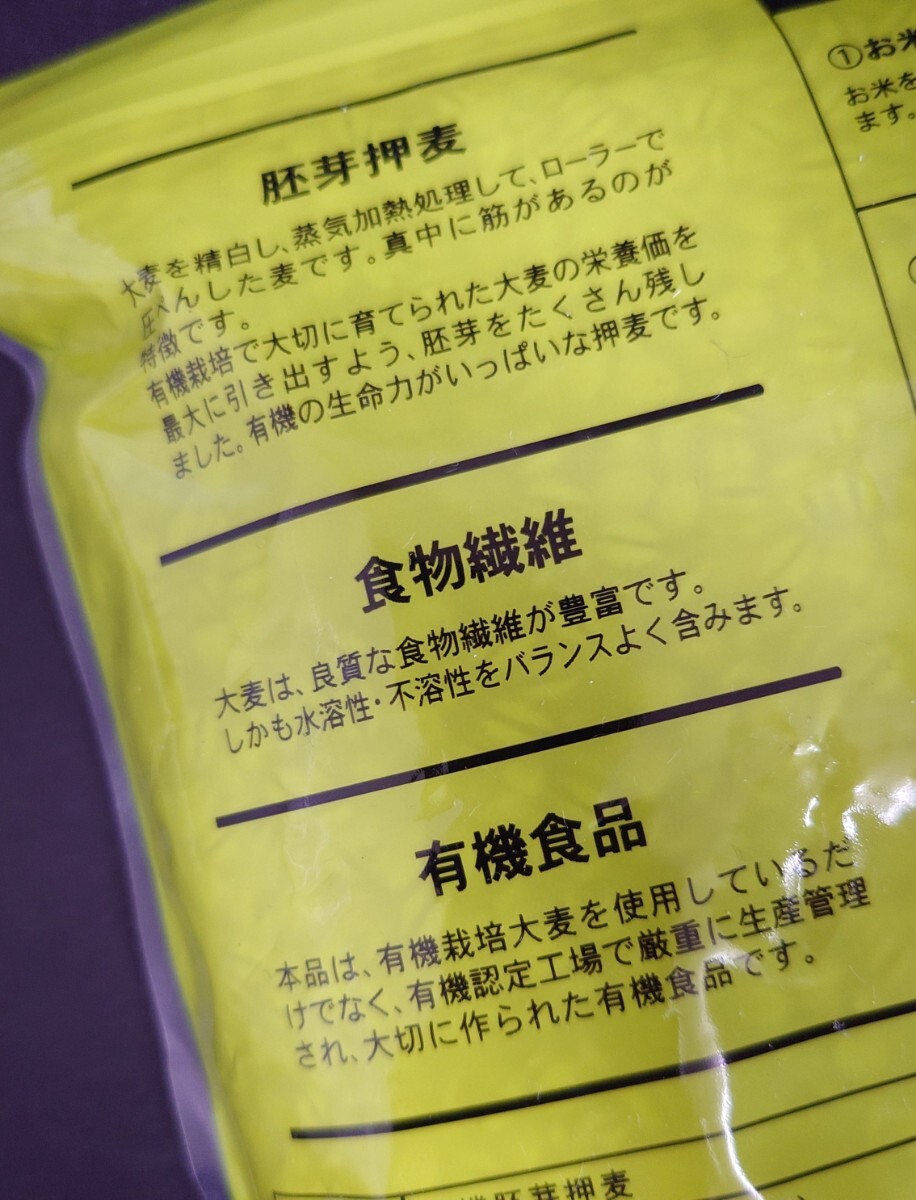 胚芽押麦
大麦を精白し、蒸気加熱処理して、ローラーで
圧ぺんした麦です。真中に筋があるのが
特徴です。
有機栽培で大切に育てられた大麦の栄養価を
最大に引き出すよう、胚芽をたくさん残し
ました。有機の生命力がいっぱいな押麦です。
食物繊維
大麦は、良質な食物繊維が豊富です。
しかも水溶性・不溶性をバランスよく含みます。
有機食品
本品は、有機栽培大麦を使用しているだ
けでなく、有機認定工場で厳重に生産管理
され、大切に作られた有機食品です。
機胚芽押麦
①お米
お米を
ます。